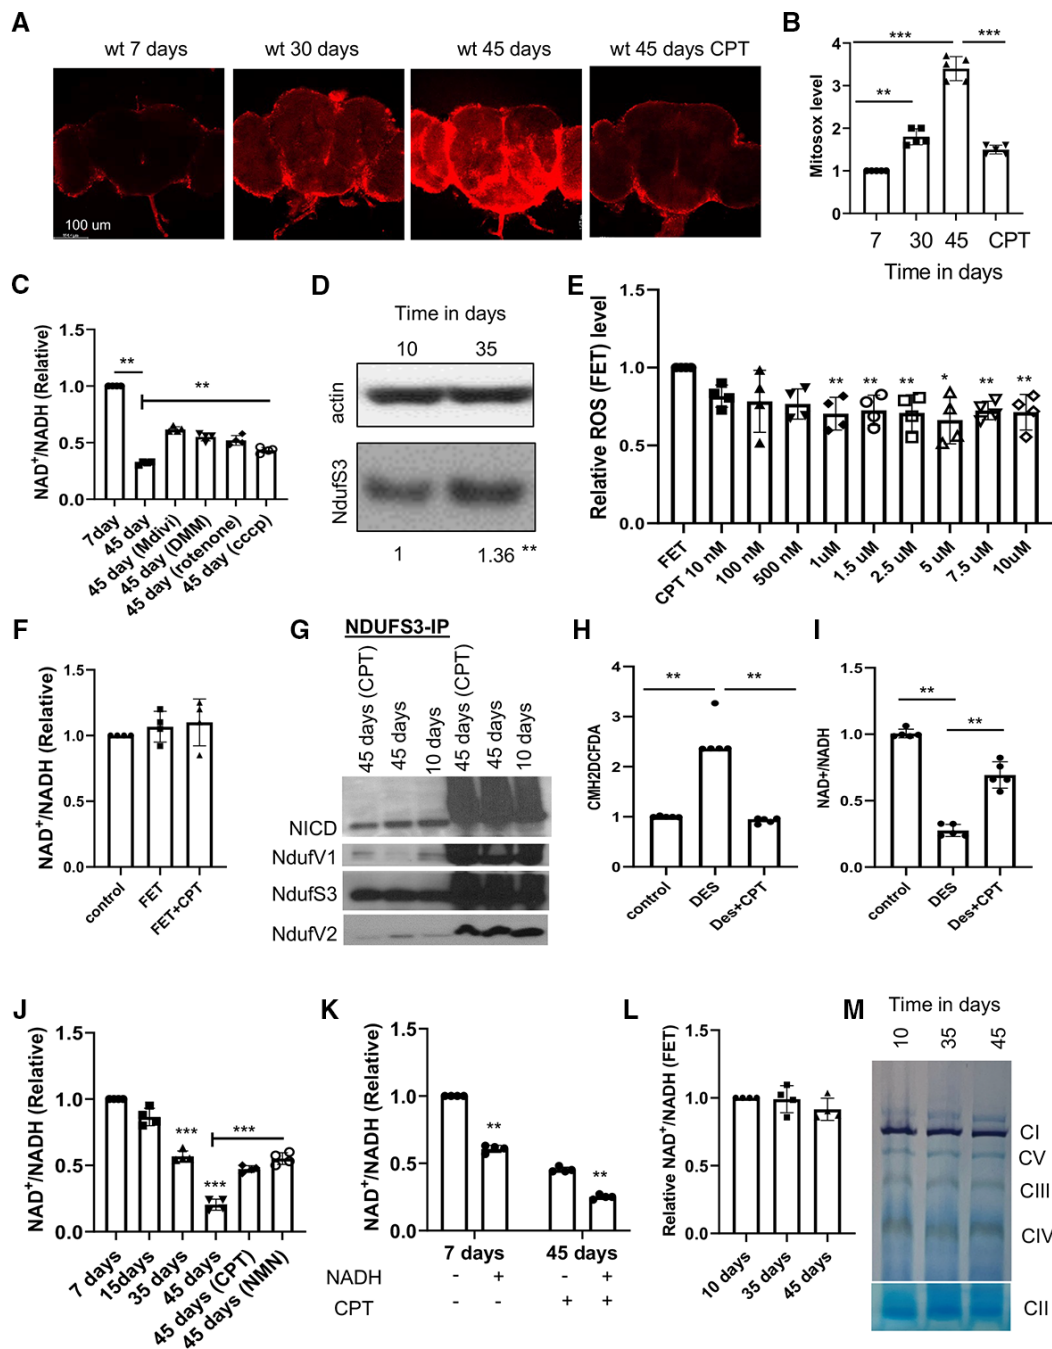 A
wt 7 days
wt 30 days
wt 45 days
wt 45 days CPT
100 um
B
Mitosox level
4
3
2
1
0
***
***
**
7
30
45
CPT
Time in days
C
NAD+/NADH (Relative)
1.5
1.0
0.5
0.0
**
**
7day
45 day
45 day (Mdivi)
45 day (DMM)
45 day (rotenone)
45 day (cccp)
D
Time in days
10
35
actin
NdufS3
1
1.36 **
E
Relative ROS (FET) level
1.5
1.0
0.5
0.0
**
**
**
*
**
**
FET
CPT 10 nM
100 nM
500 nM
1uM
1.5 uM
2.5 uM
5 uM
7.5 uM
10uM
F
NAD+/NADH (Relative)
1.5
1.0
0.5
0.0
control
FET
FET+CPT
G
NDUFS3-IP
45 days (CPT)
45 days
10 days
45 days (CPT)
45 days
10 days
NICD
NdufV1
NdufS3
NdufV2
H
CMH2DCFDA
4
3
2
1
0
**
**
control
DES
Des+CPT
I
NAD+/NADH
1.5
1.0
0.5
0.0
**
**
control
DES
Des+CPT
J
NAD+/NADH (Relative)
1.5
1.0
0.5
0.0
***
***
***
7 days
15days
35 days
45 days
45 days (CPT)
45 days (NMN)
K
NAD+/NADH (Relative)
1.5
1.0
0.5
0.0
**
**
7 days
45 days
NADH - + - +
CPT - - + +
L
Relative NAD+/NADH (FET)
1.5
1.0
0.5
0.0
10 days
35 days
45 days
M
Time in days
10
35
45
CI
CV
CIII
CIV
CII